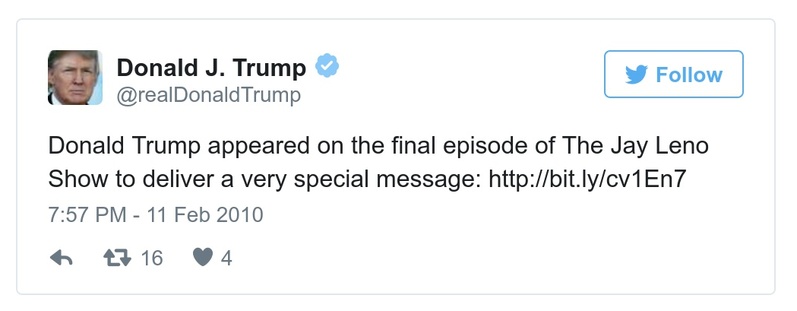 Donald J. Trump
@realDonaldTrump
Follow
Donald Trump appeared on the final episode of The Jay Leno
Show to deliver a very special message: http://bit.ly/cv1En7
7:57 PM - 11 Feb 2010
16 4